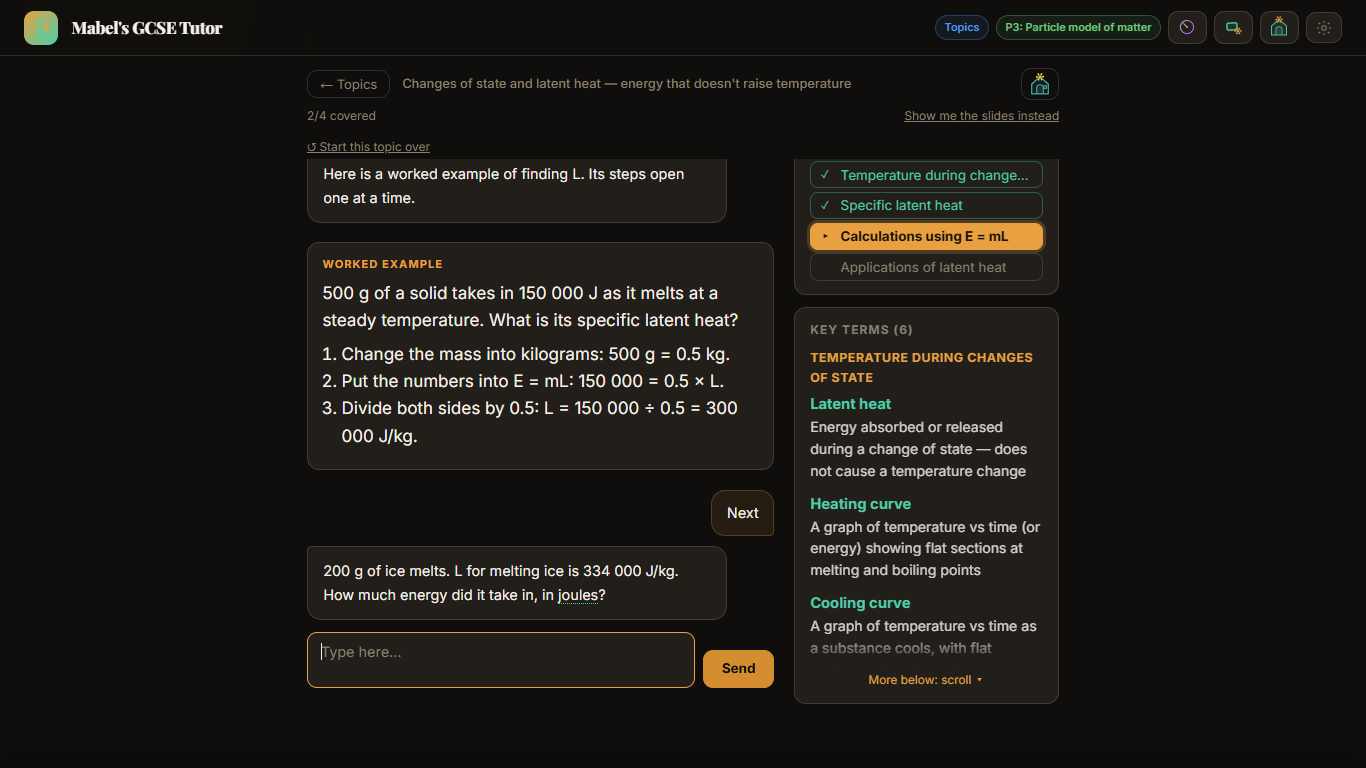 Mabel's GCSE Tutor
Topics
P3: Particle model of matter
← Topics
Changes of state and latent heat — energy that doesn't raise temperature
2/4 covered
Show me the slides instead
↺ Start this topic over
Here is a worked example of finding L. Its steps open
one at a time.
WORKED EXAMPLE
500 g of a solid takes in 150 000 J as it melts at a
steady temperature. What is its specific latent heat?
1. Change the mass into kilograms: 500 g = 0.5 kg.
2. Put the numbers into E = mL: 150 000 = 0.5 × L.
3. Divide both sides by 0.5: L = 150 000 ÷ 0.5 = 300
000 J/kg.
Next
200 g of ice melts. L for melting ice is 334 000 J/kg.
How much energy did it take in, in joules?
Type here...
Send
✓ Temperature during change...
✓ Specific latent heat
▸ Calculations using E = mL
Applications of latent heat
KEY TERMS (6)
TEMPERATURE DURING CHANGES
OF STATE
Latent heat
Energy absorbed or released
during a change of state — does
not cause a temperature change
Heating curve
A graph of temperature vs time (or
energy) showing flat sections at
melting and boiling points
Cooling curve
A graph of temperature vs time as
a substance cools, with flat
More below: scroll ▾